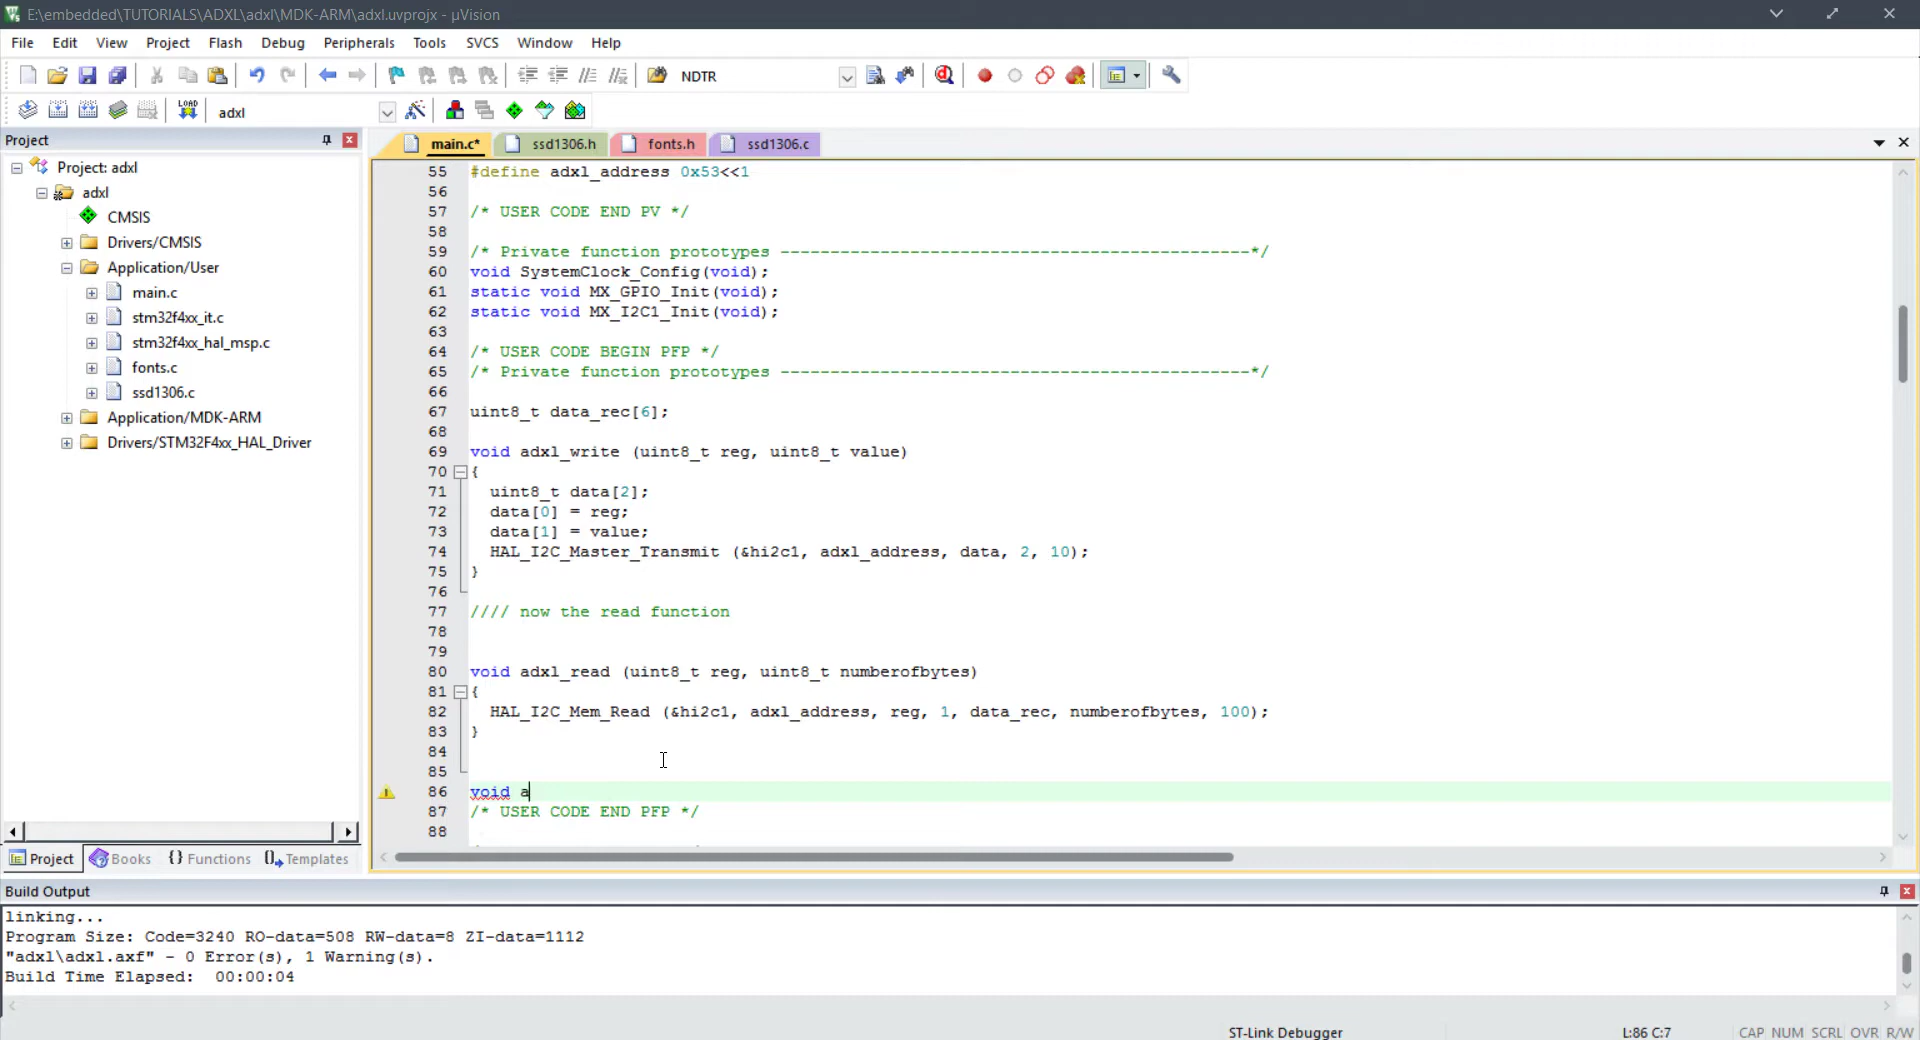 E:\embedded\TUTORIALS\ADXL\adxl\MDK-ARM\adxl.uvprojx - µVision
File Edit View Project Flash Debug Peripherals Tools SVCS Window Help
NDTR
LOAD adxl
Project
main.c* ssd1306.h fonts.h ssd1306.c
Project: adxl
adxl
CMSIS
Drivers/CMSIS
Application/User
main.c
stm32f4xx_it.c
stm32f4xx_hal_msp.c
fonts.c
ssd1306.c
Application/MDK-ARM
Drivers/STM32F4xx_HAL_Driver
Project Books {} Functions Templates
55 #define adxl_address 0x53<<1
56
57 /* USER CODE END PV */
58
59 /* Private function prototypes -----------------------------------------------*/
60 void SystemClock_Config(void);
61 static void MX_GPIO_Init(void);
62 static void MX_I2C1_Init(void);
63
64 /* USER CODE BEGIN PFP */
65 /* Private function prototypes -----------------------------------------------*/
66
67 uint8_t data_rec[6];
68
69 void adxl_write (uint8_t reg, uint8_t value)
70 {
71 uint8_t data[2];
72 data[0] = reg;
73 data[1] = value;
74 HAL_I2C_Master_Transmit (&hi2c1, adxl_address, data, 2, 10);
75 }
76
77 //// now the read function
78
79
80 void adxl_read (uint8_t reg, uint8_t numberofbytes)
81 {
82 HAL_I2C_Mem_Read (&hi2c1, adxl_address, reg, 1, data_rec, numberofbytes, 100);
83 }
84
85
86 void a
87 /* USER CODE END PFP */
88
Build Output
linking...
Program Size: Code=3240 RO-data=508 RW-data=8 ZI-data=1112
"adxl\adxl.axf" - 0 Error(s), 1 Warning(s).
Build Time Elapsed:  00:00:04
ST-Link Debugger L:86 C:7 CAP NUM SCRL OVR R/W